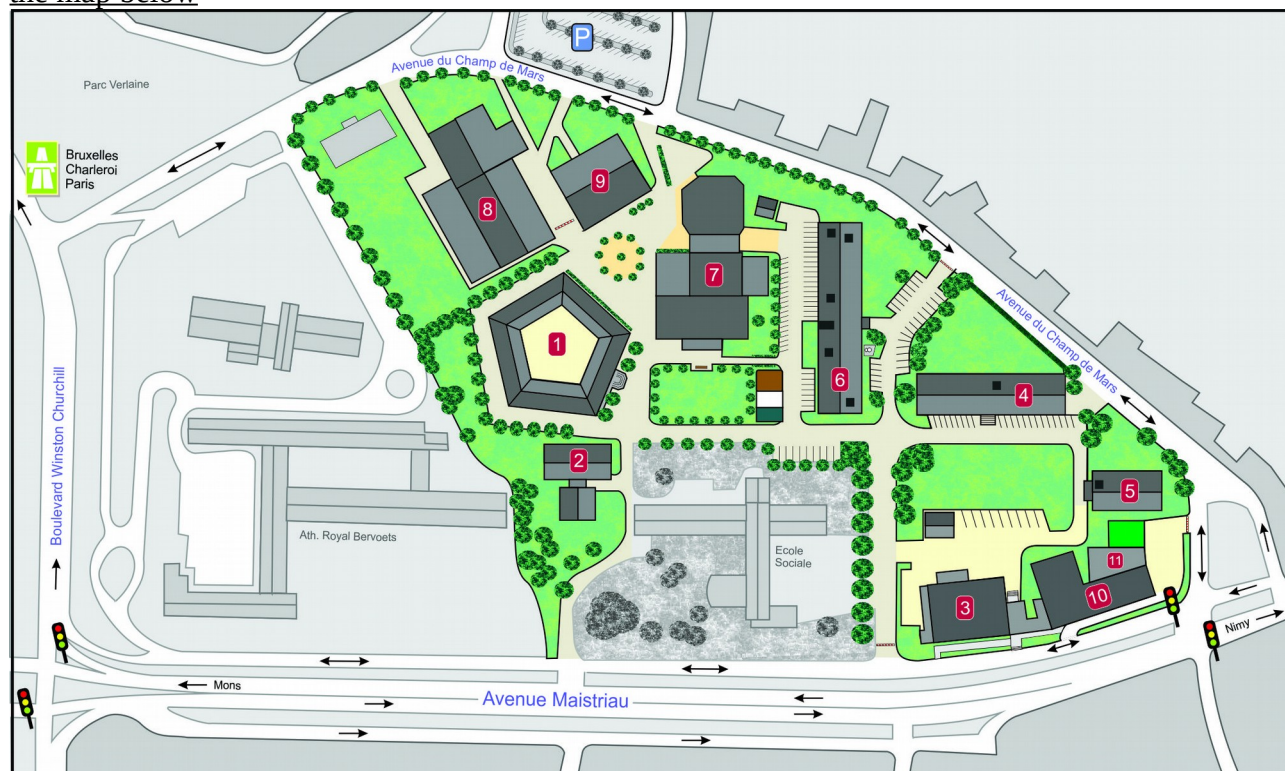 the map below
P
Avenue du Champ de Mars
Parc Verlaine
Bruxelles
Charleroi
Paris
9
8
7
1
6
Avenue du Champ de Mars
4
2
5
Boulevard Winston Churchill
Ath. Royal Bervoets
Ecole
Sociale
11
10
3
Nimy
Mons
Avenue Maistriau